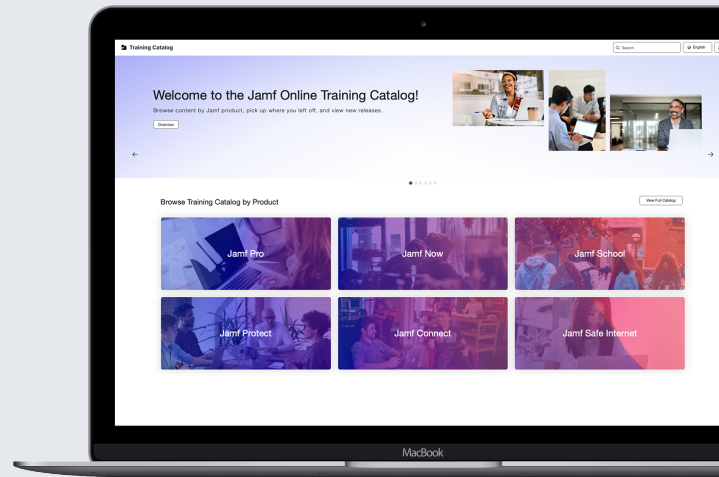 Training Catalog
Search
English
Welcome to the Jamf Online Training Catalog!
Browse content by Jamf product, pick up where you left off, and view new releases.
Overview
Browse Training Catalog by Product
View Full Catalog
Jamf Pro
Jamf Now
Jamf School
Jamf Protect
Jamf Connect
Jamf Safe Internet
MacBook